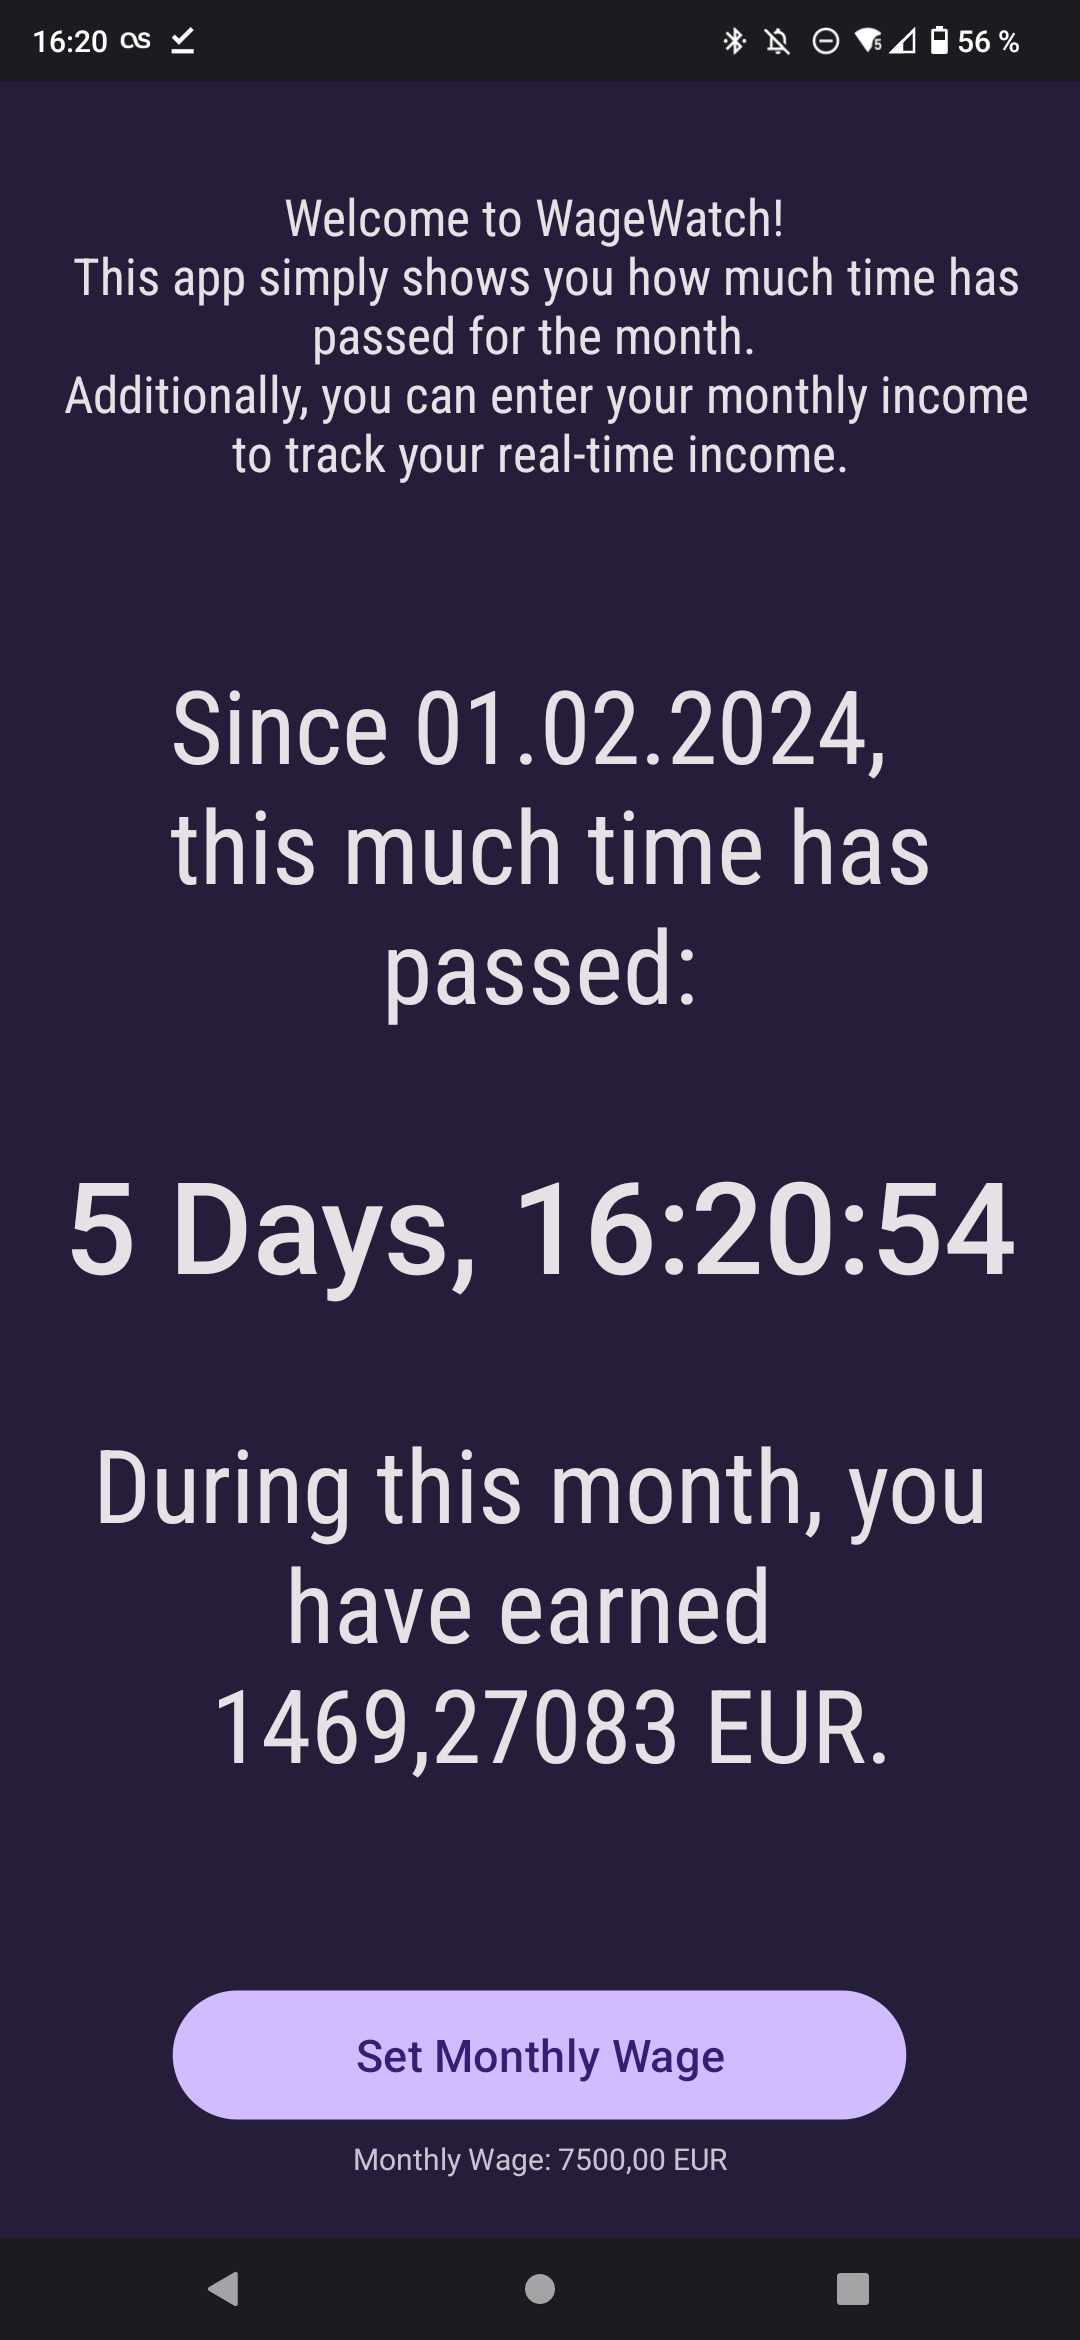 16:20
56 %
Welcome to WageWatch!
This app simply shows you how much time has
passed for the month.
Additionally, you can enter your monthly income
to track your real-time income.
Since 01.02.2024,
this much time has
passed:
5 Days, 16:20:54
During this month, you
have earned
1469,27083 EUR.
Set Monthly Wage
Monthly Wage: 7500,00 EUR